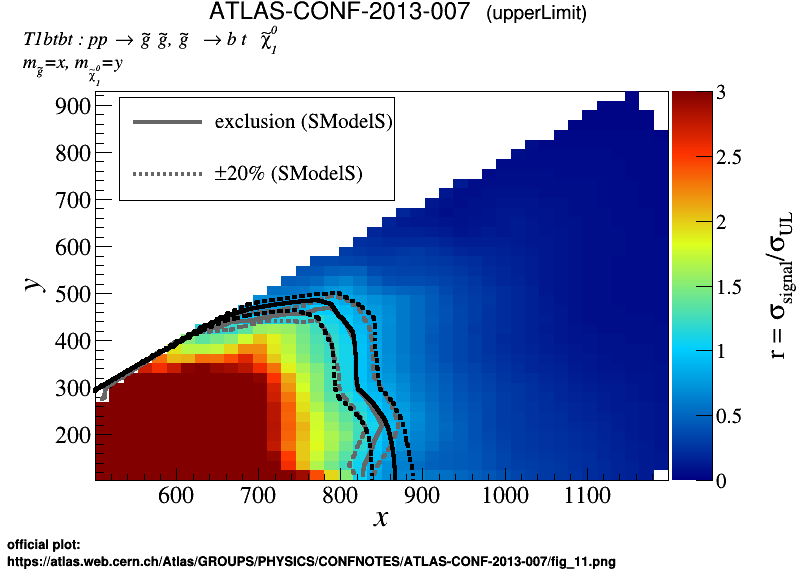 ATLAS-CONF-2013-007 (upperLimit)
T1btbt : pp → g̃ g̃, g̃ → b t χ̃₁⁰
m_g̃=x, m_χ̃₁⁰=y
exclusion (SModelS)
±20% (SModelS)
900
800
700
600
500
400
300
200
y
600 700 800 900 1000 1100
x
3
2.5
2
1.5
1
0.5
0
r = σ_signal/σ_UL
official plot:
https://atlas.web.cern.ch/Atlas/GROUPS/PHYSICS/CONFNOTES/ATLAS-CONF-2013-007/fig_11.png